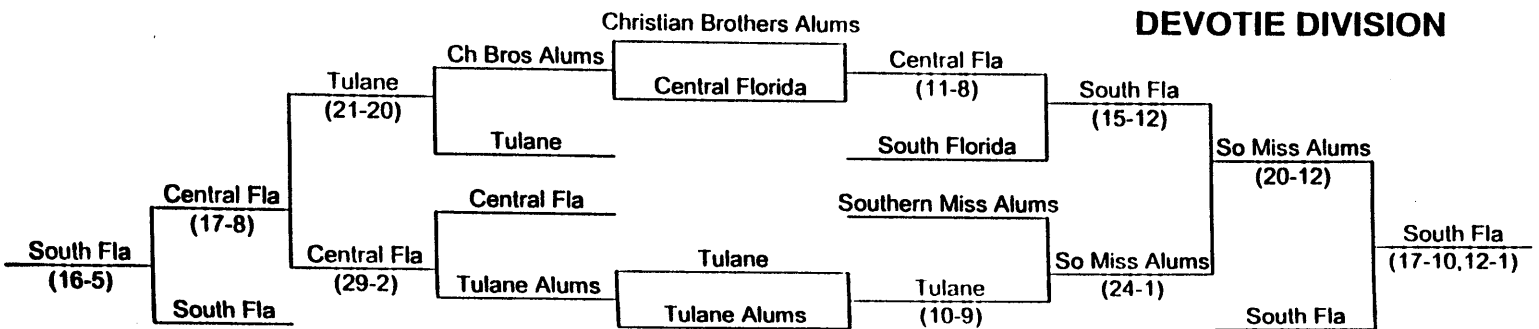 DEVOTIE DIVISION
Christian Brothers Alums
Ch Bros Alums
Central Fla
Tulane
Central Florida
(11-8)
South Fla
(21-20)
(15-12)
Tulane
South Florida
So Miss Alums
(20-12)
Central Fla
Central Fla
Southern Miss Alums
(17-8)
South Fla
Central Fla
Tulane
So Miss Alums
South Fla
(16-5)
(29-2)
Tulane Alums
Tulane
(24-1)
(17-10,12-1)
South Fla
Tulane Alums
(10-9)
South Fla